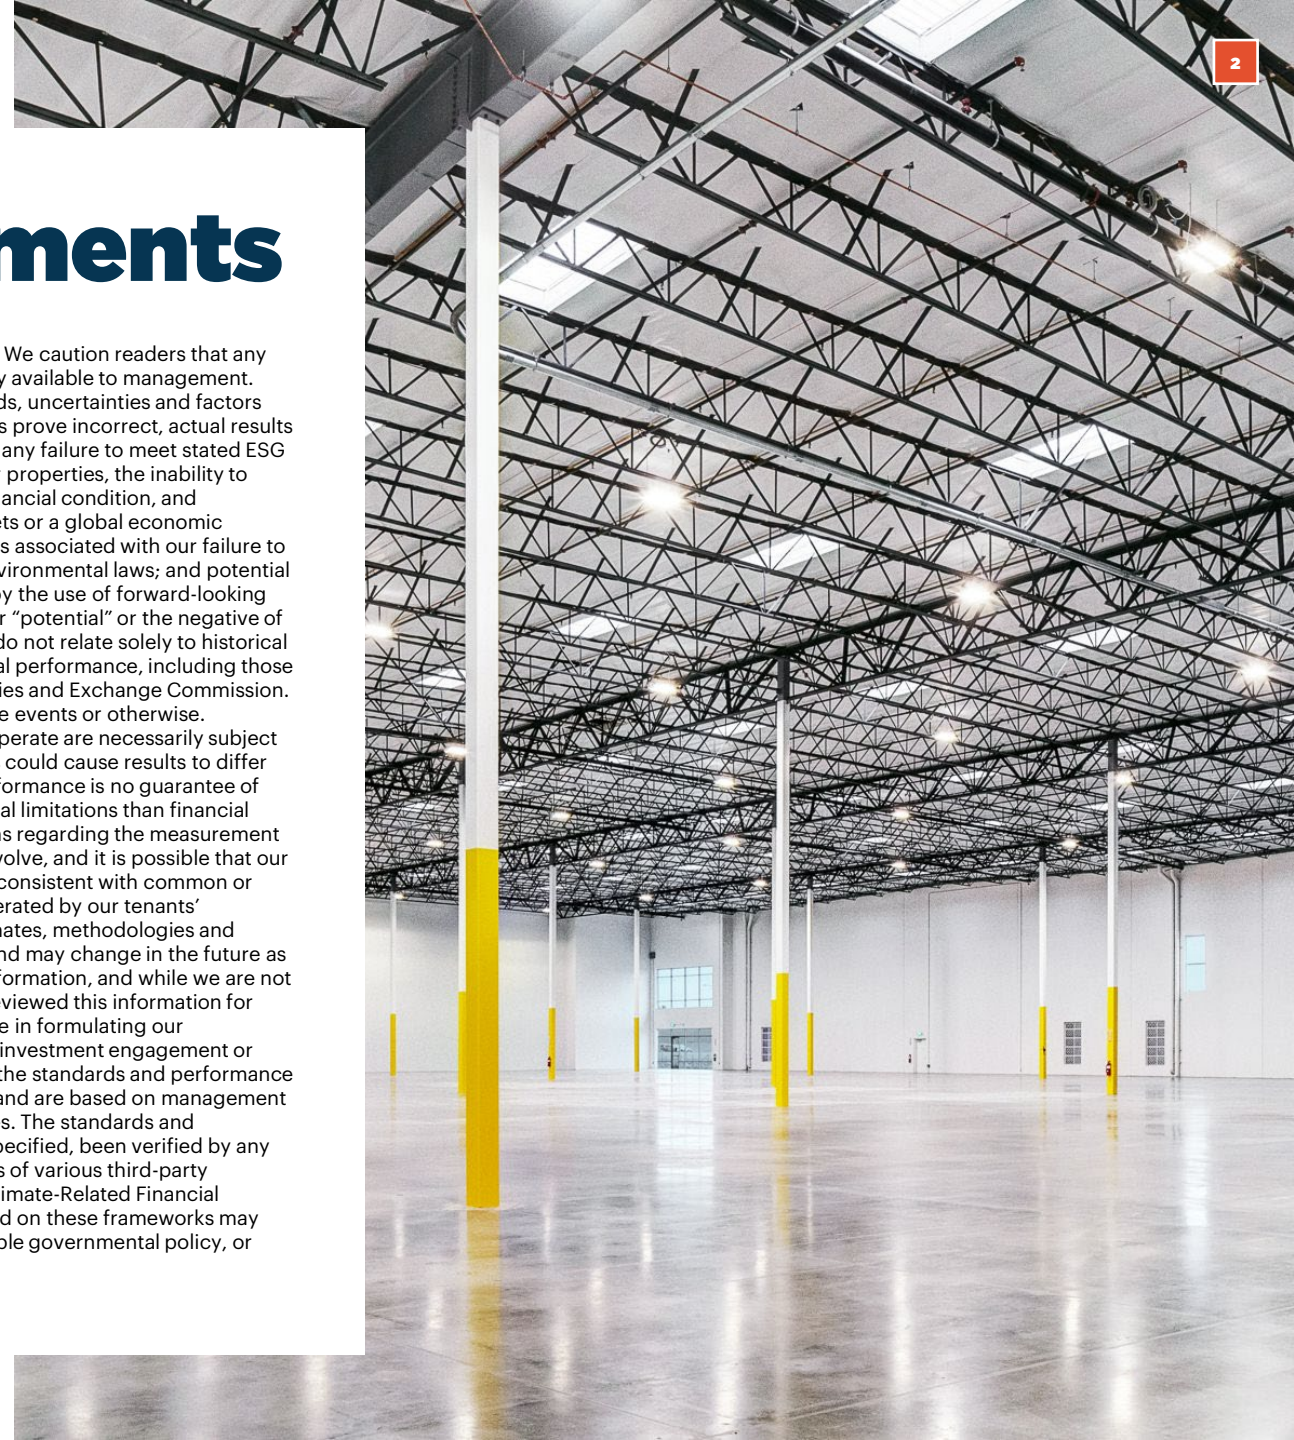 2
ments
We caution readers that any
y available to management.
ds, uncertainties and factors
s prove incorrect, actual results
any failure to meet stated ESG
properties, the inability to
ancial condition, and
ets or a global economic
s associated with our failure to
vironmental laws; and potential
by the use of forward-looking
r “potential” or the negative of
do not relate solely to historical
al performance, including those
ies and Exchange Commission.
e events or otherwise.
perate are necessarily subject
could cause results to differ
formance is no guarantee of
al limitations than financial
ns regarding the measurement
volve, and it is possible that our
consistent with common or
erated by our tenants’
nates, methodologies and
nd may change in the future as
formation, and while we are not
eviewed this information for
e in formulating our
investment engagement or
the standards and performance
and are based on management
s. The standards and
pecified, been verified by any
s of various third-party
imate-Related Financial
d on these frameworks may
ble governmental policy, or